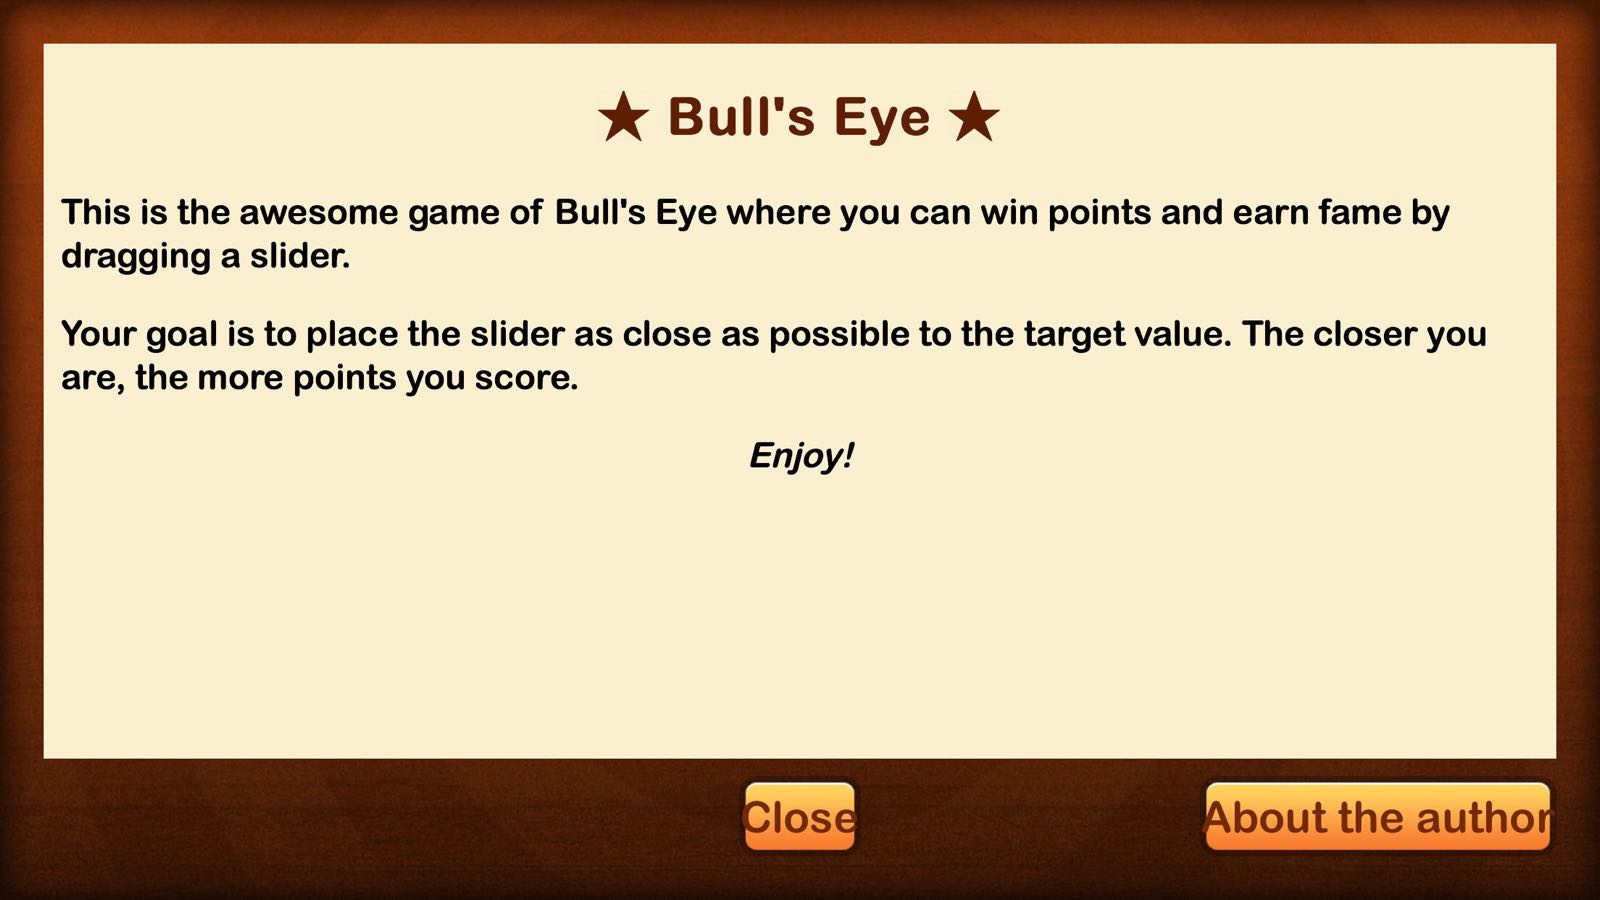 ★ Bull's Eye ★
This is the awesome game of Bull's Eye where you can win points and earn fame by
dragging a slider.
Your goal is to place the slider as close as possible to the target value. The closer you
are, the more points you score.
Enjoy!
Close
About the author